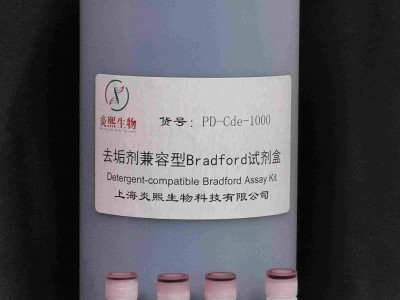 炎熙生物
货号: PD-Cde-1000
去垢剂兼容型Bradford试剂盒
Detergent-compatible Bradford Assay Kit
上海炎熙生物科技有限公司